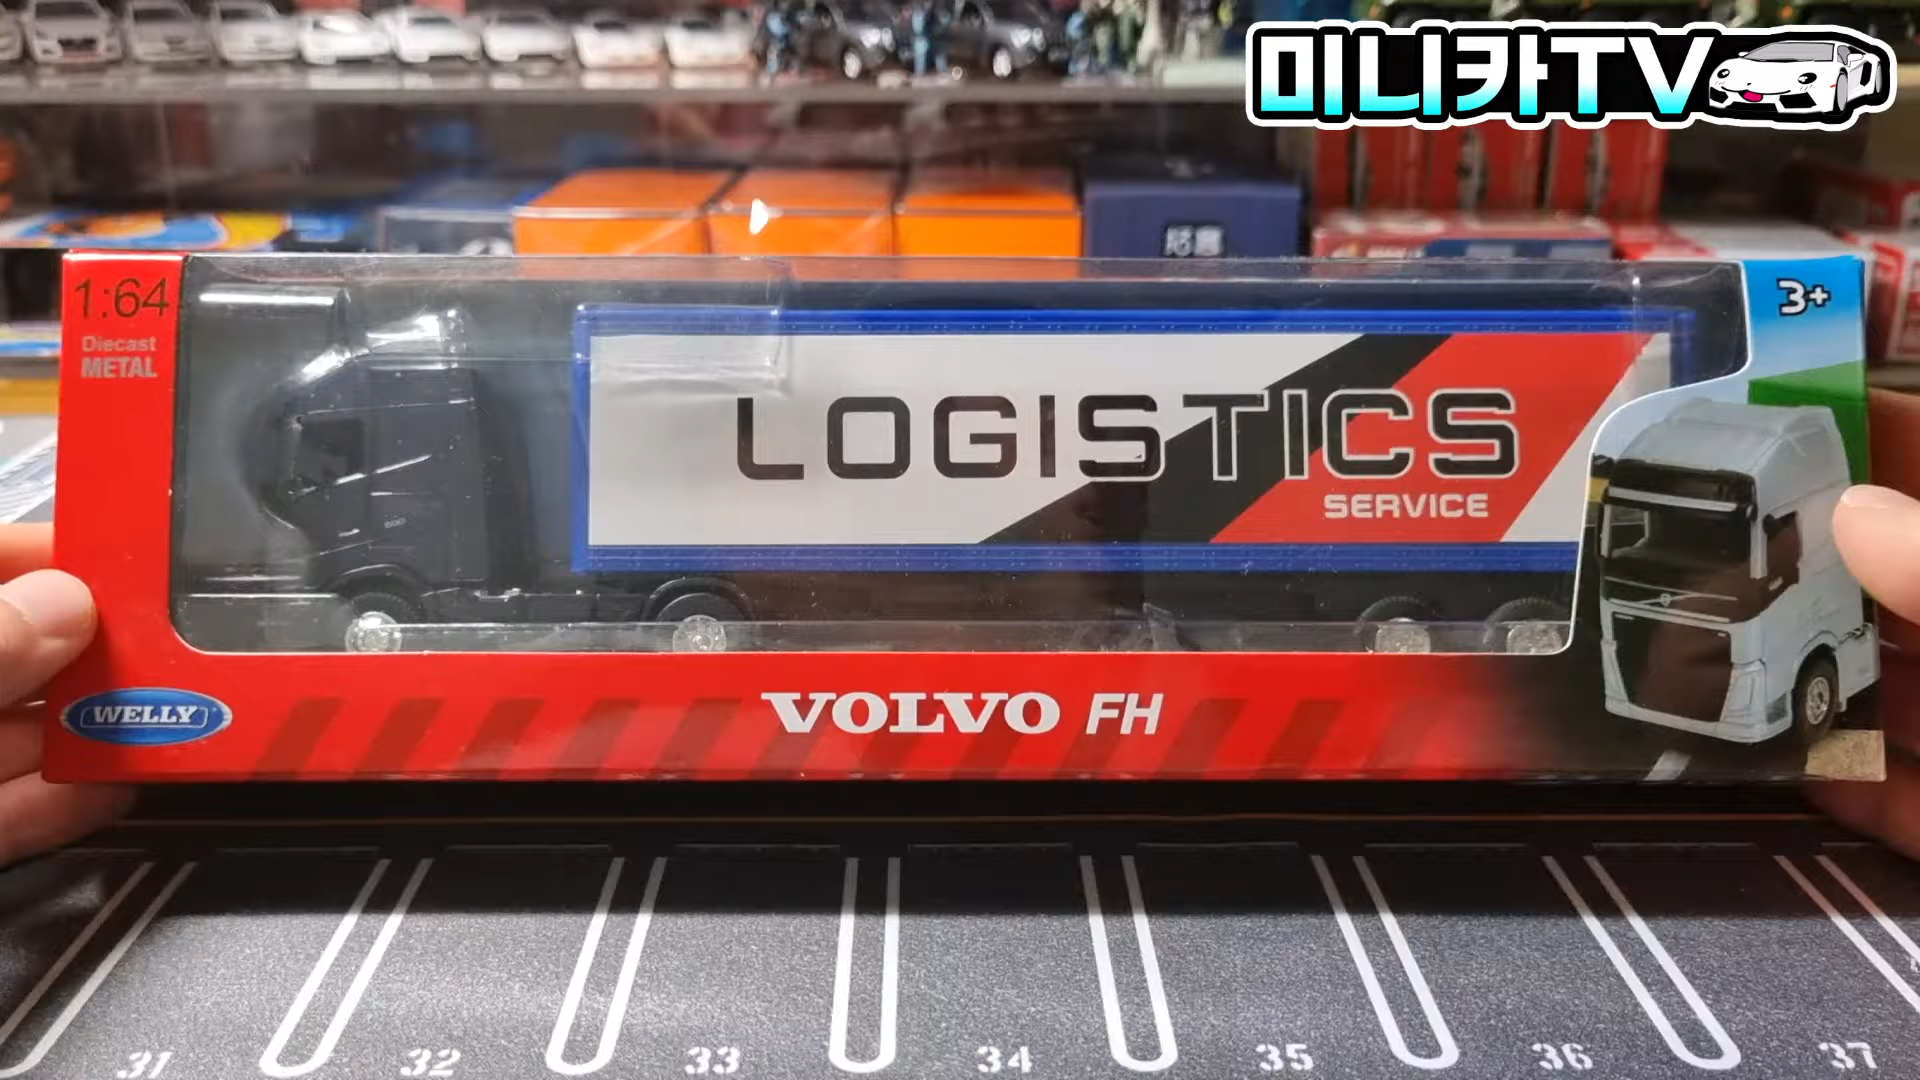 미니카TV
1:64
Diecast
METAL
3+
LOGISTICS
SERVICE
500
WELLY
VOLVO FH
31 32 33 34 35 36 37